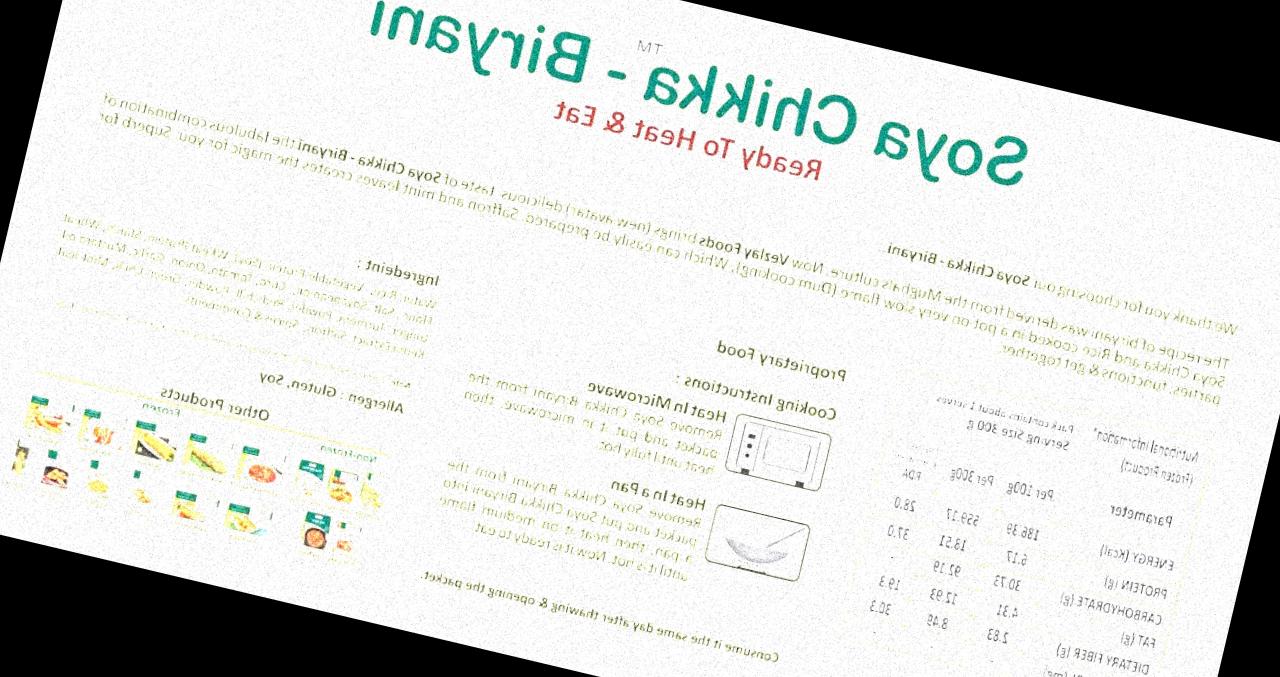 Soya Chikka - Biryani
TM
Ready To Heat & Eat
We thank you for choosing our Soya Chikka - Biryani
The recipe of biryani was derived from the Mugha's culture. Now Vezlay Foods brings (new avatar) delicious taste of Soya Chikka - Biryani the fabulous combination of
Soya Chikka and Rice cooked in a pot on very slow flame (Dum cooking), Which can easily be prepared. Saffron and mint leaves creates the magic for you. Superb for
parties, functions & get together.
Nutritional Information*
(Frozen Product)
Pack contains about 1 serves
Serving Size 300 g
Parameter Per 100g Per 300g RDA
ENERGY (Kcal) 186.39 559.17 28.0
PROTEIN (g) 6.17 18.51 37.0
CARBOHYDRATE (g) 30.73 92.19 -
FAT (g) 4.31 12.93 19.3
DIETARY FIBER (g) 2.83 8.49 30.3
Proprietary Food
Cooking Instructions :
Heat In Microwave
Remove Soya Chikka Biryani from the
packet and put it in microwave, then
heat until fully hot.
Heat In a Pan
Remove Soya Chikka Biryani from the
packet and put Soya Chikka Biryani into
a pan, then heat at on medium flame
until it is hot. Now it is ready to eat.
Consume it the same day after thawing & opening the packet.
Ingredeint :
Water, Rice, Vegetable Protein (Soy), Wheat Protein, Starch, Wheat
Flour, Salt, Soyabean oil, Curd, Tomato, Onion, Garlic, Mustard oil
Ginger, Turmeric Powder, Red Powder, Green Chilli, Mint leaf,
Kewra Extract, Saffron, Spices & Condiments
Allergen : Gluten, Soy
Other Products
Non-Frozen
Frozen